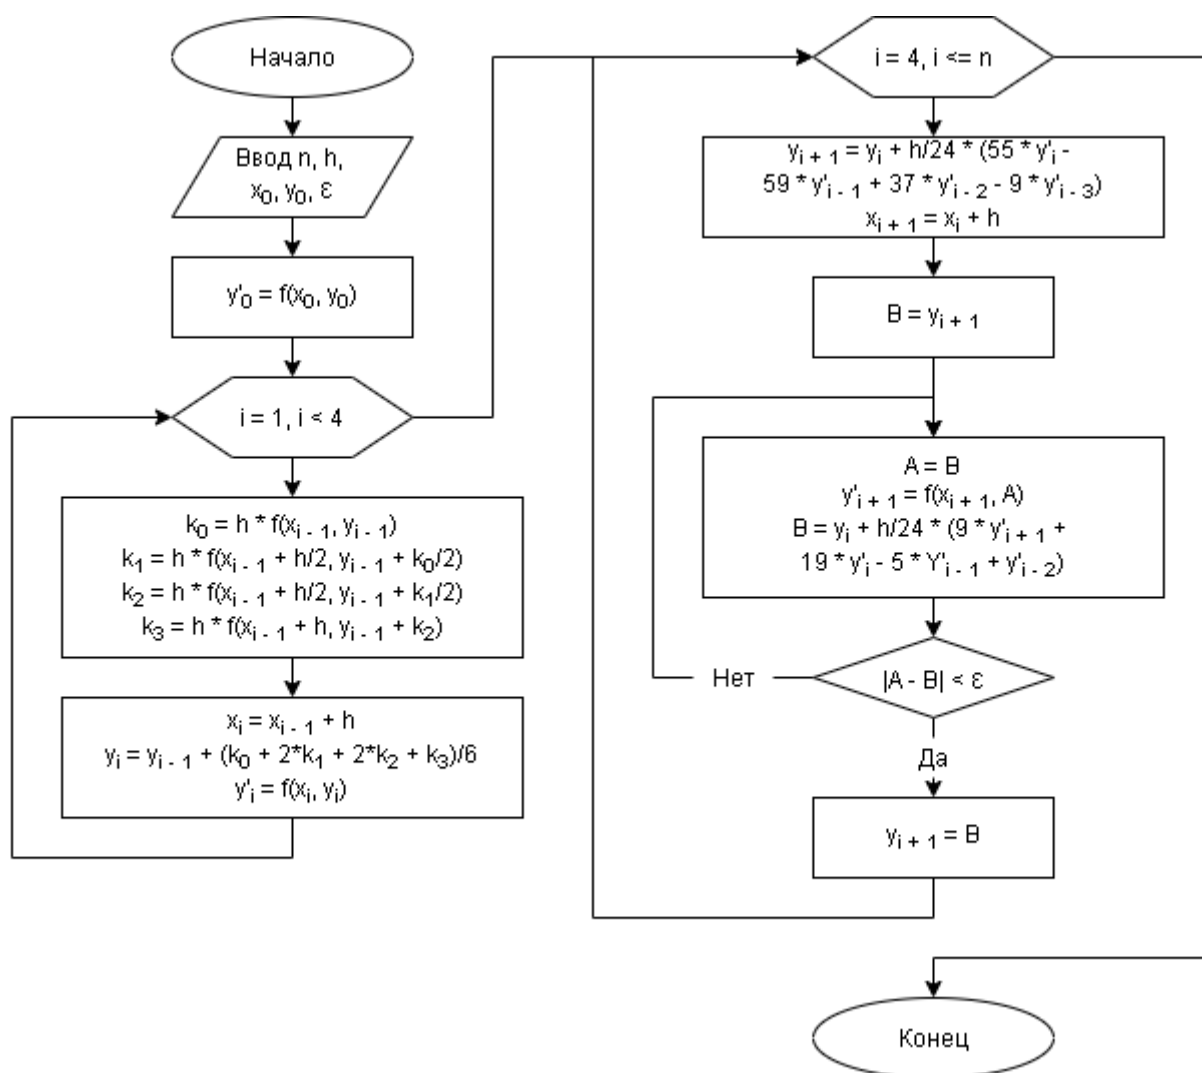 Начало
Ввод n, h,
x₀, y₀, ε
y'₀ = f(x₀, y₀)
i = 1, i < 4
k₀ = h * f(xᵢ ₋ ₁, yᵢ ₋ ₁)
k₁ = h * f(xᵢ ₋ ₁ + h/2, yᵢ ₋ ₁ + k₀/2)
k₂ = h * f(xᵢ ₋ ₁ + h/2, yᵢ ₋ ₁ + k₁/2)
k₃ = h * f(xᵢ ₋ ₁ + h, yᵢ ₋ ₁ + k₂)
xᵢ = xᵢ ₋ ₁ + h
yᵢ = yᵢ ₋ ₁ + (k₀ + 2*k₁ + 2*k₂ + k₃)/6
y'ᵢ = f(xᵢ, yᵢ)
i = 4, i <= n
yᵢ ₊ ₁ = yᵢ + h/24 * (55 * y'ᵢ -
59 * y'ᵢ ₋ ₁ + 37 * y'ᵢ ₋ ₂ - 9 * y'ᵢ ₋ ₃)
xᵢ ₊ ₁ = xᵢ + h
B = yᵢ ₊ ₁
A = B
y'ᵢ ₊ ₁ = f(xᵢ ₊ ₁, A)
B = yᵢ + h/24 * (9 * y'ᵢ ₊ ₁ +
19 * y'ᵢ - 5 * Y'ᵢ ₋ ₁ + y'ᵢ ₋ ₂)
|A - B| < ε
Нет
Да
yᵢ ₊ ₁ = B
Конец